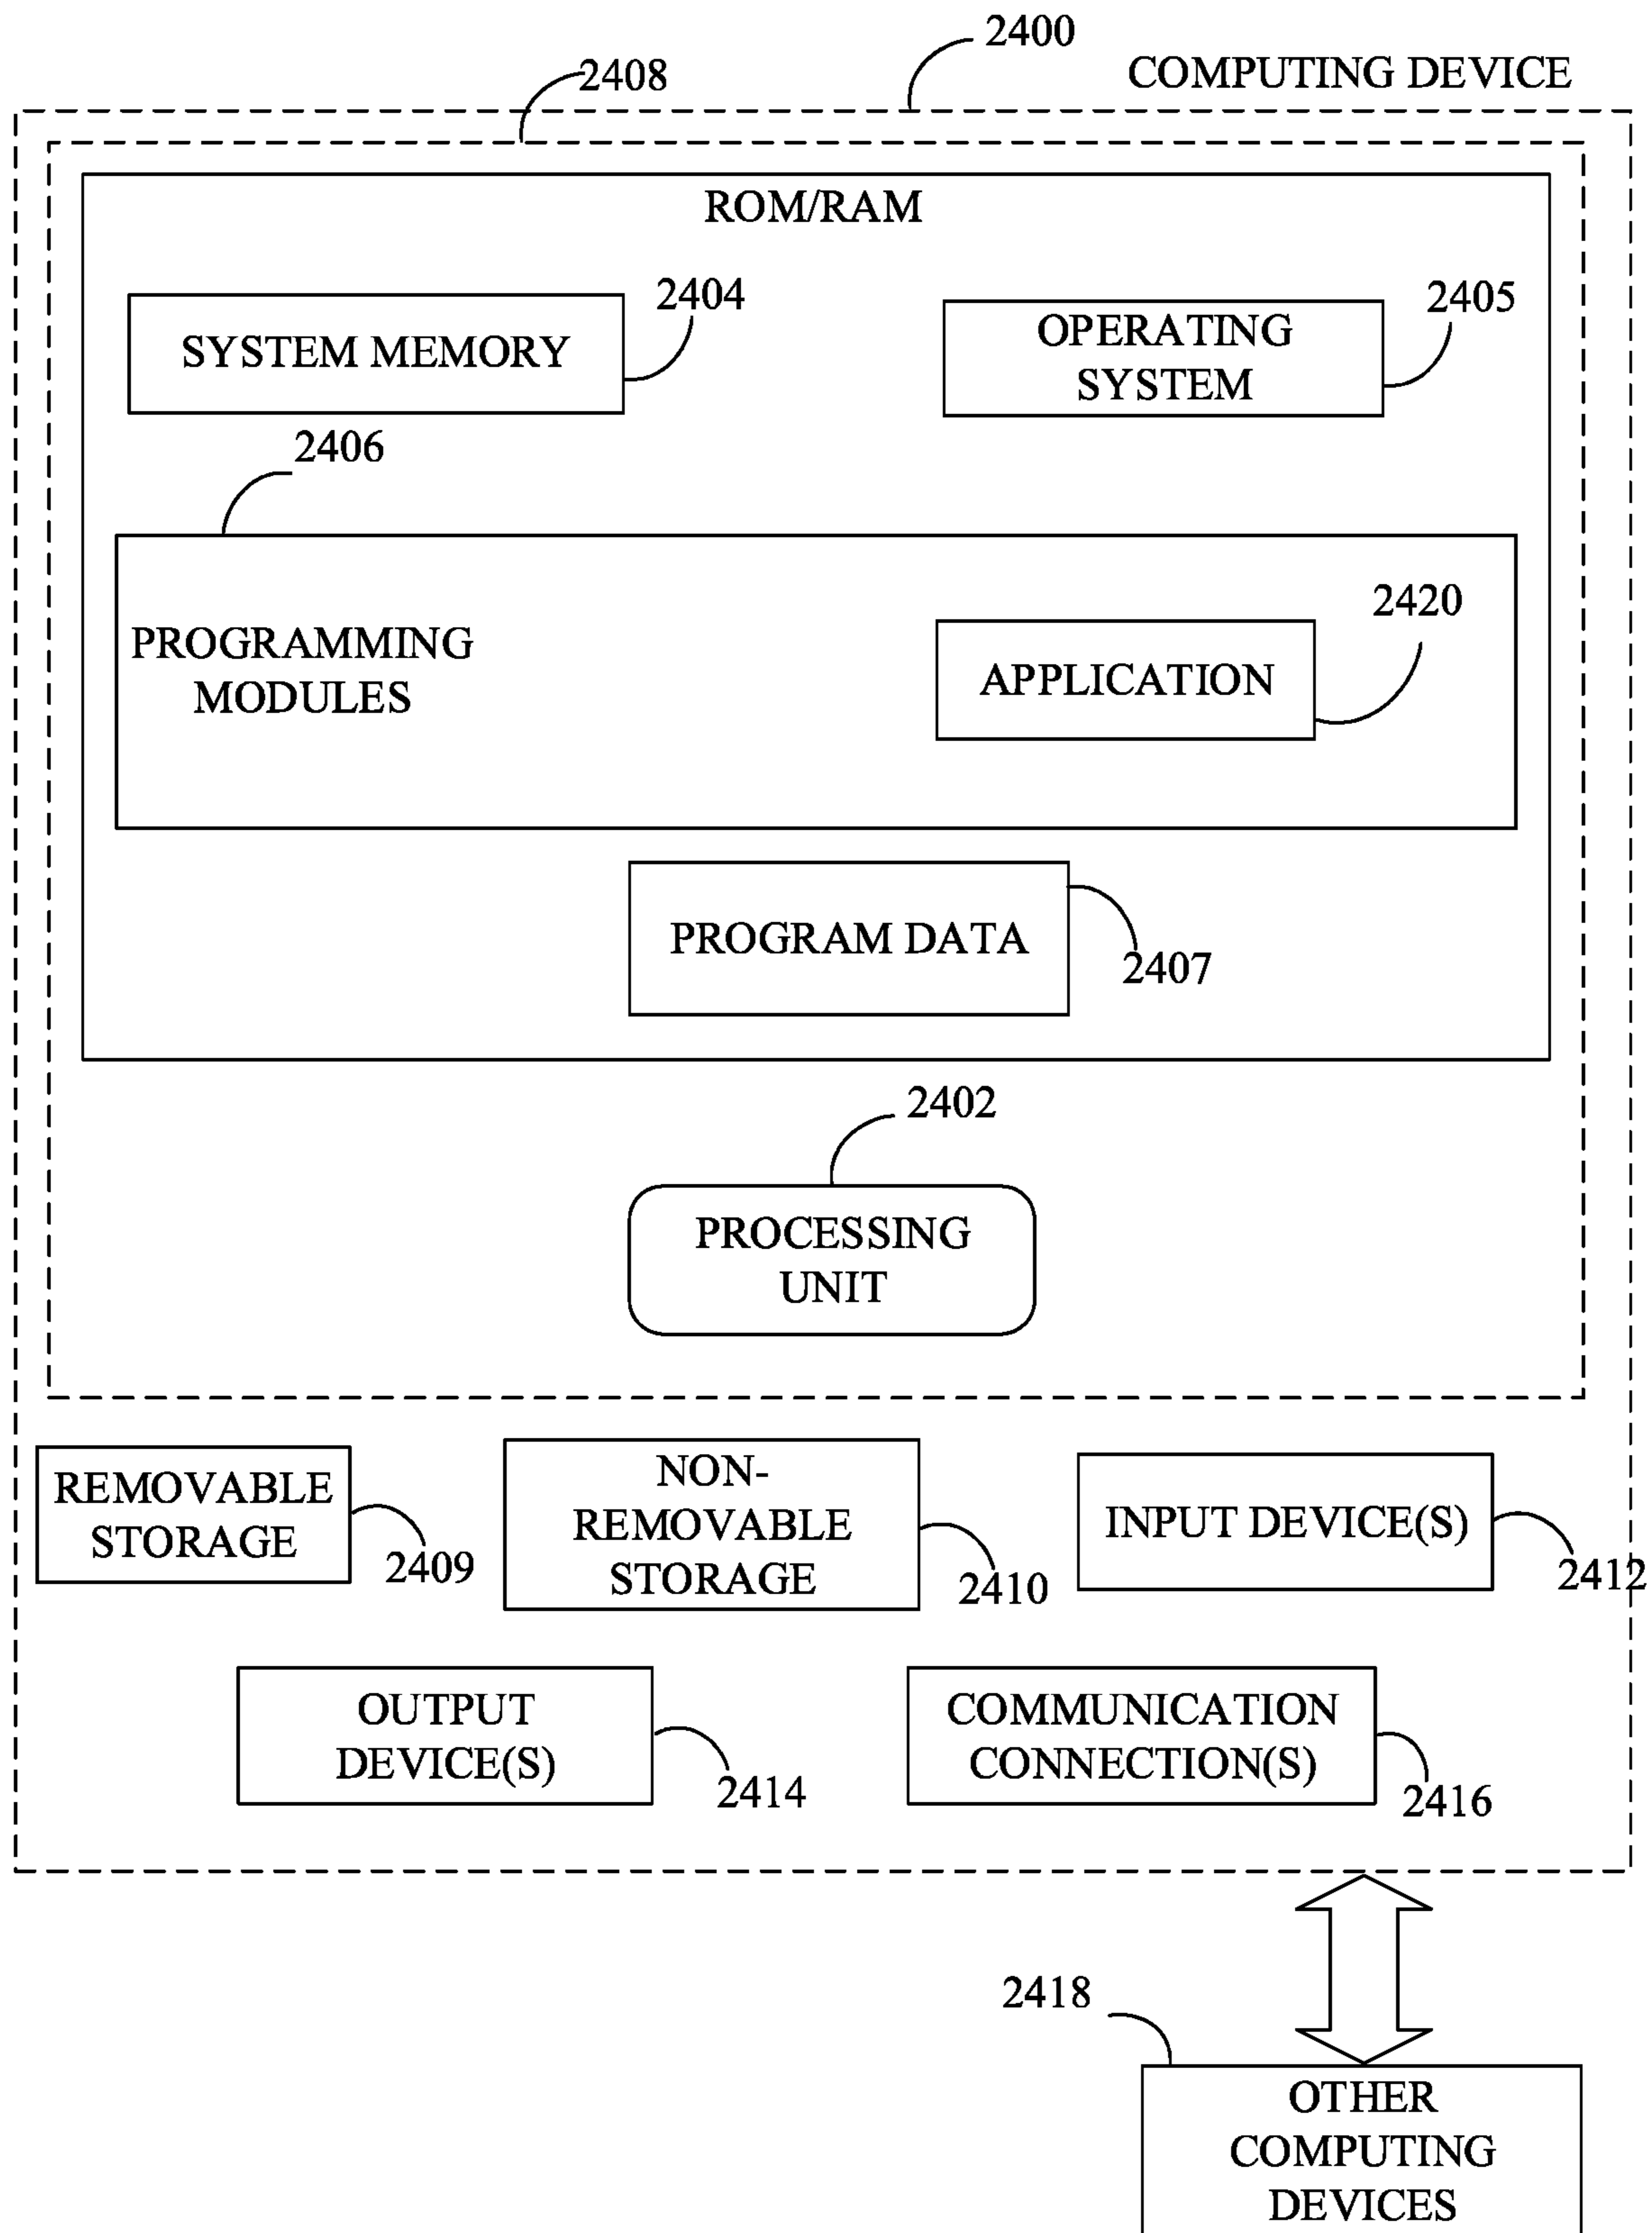 2400
2408
COMPUTING DEVICE
ROM/RAM
2404
2405
SYSTEM MEMORY
OPERATING
SYSTEM
2406
2420
PROGRAMMING
MODULES
APPLICATION
PROGRAM DATA
2407
2402
PROCESSING
UNIT
REMOVABLE
STORAGE
2409
NON-
REMOVABLE
STORAGE
2410
INPUT DEVICE(S)
2412
OUTPUT
DEVICE(S)
2414
COMMUNICATION
CONNECTION(S)
2416
2418
OTHER
COMPUTING
DEVICES